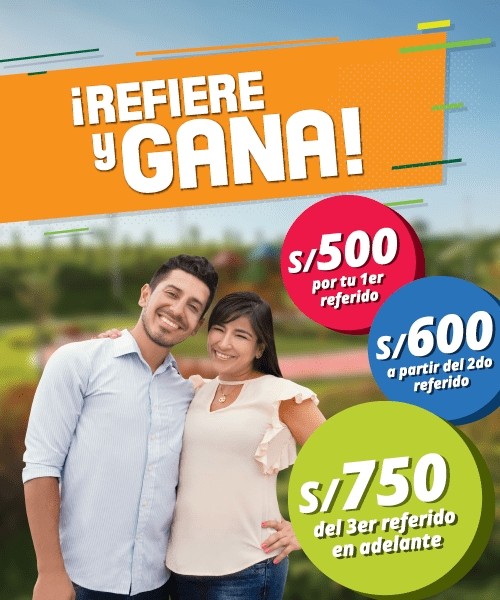 ¡REFIERE
y GANA!
S/500
por tu 1er
referido
S/600
a partir del 2do
referido
S/750
del 3er referido
en adelante